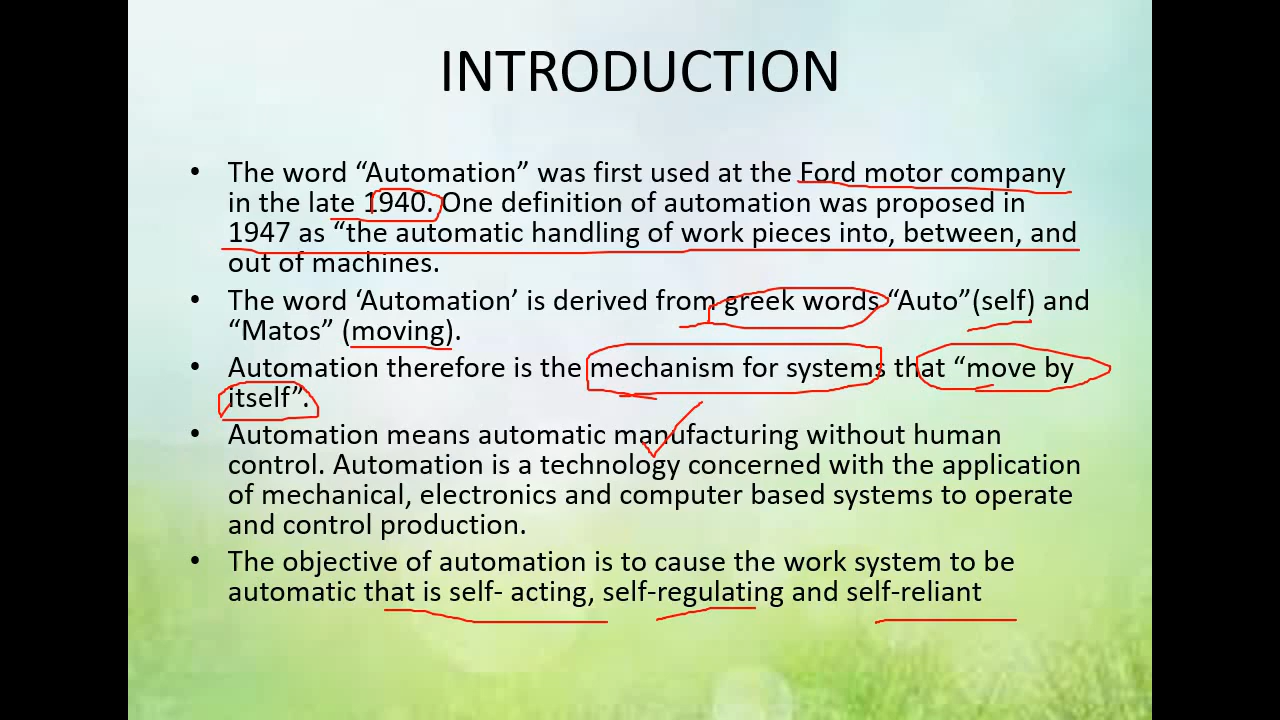 INTRODUCTION
• The word “Automation” was first used at the Ford motor company
in the late 1940. One definition of automation was proposed in
1947 as “the automatic handling of work pieces into, between, and
out of machines.
• The word ‘Automation’ is derived from greek words “Auto”(self) and
“Matos” (moving).
• Automation therefore is the mechanism for systems that “move by
itself”.
• Automation means automatic manufacturing without human
control. Automation is a technology concerned with the application
of mechanical, electronics and computer based systems to operate
and control production.
• The objective of automation is to cause the work system to be
automatic that is self- acting, self-regulating and self-reliant